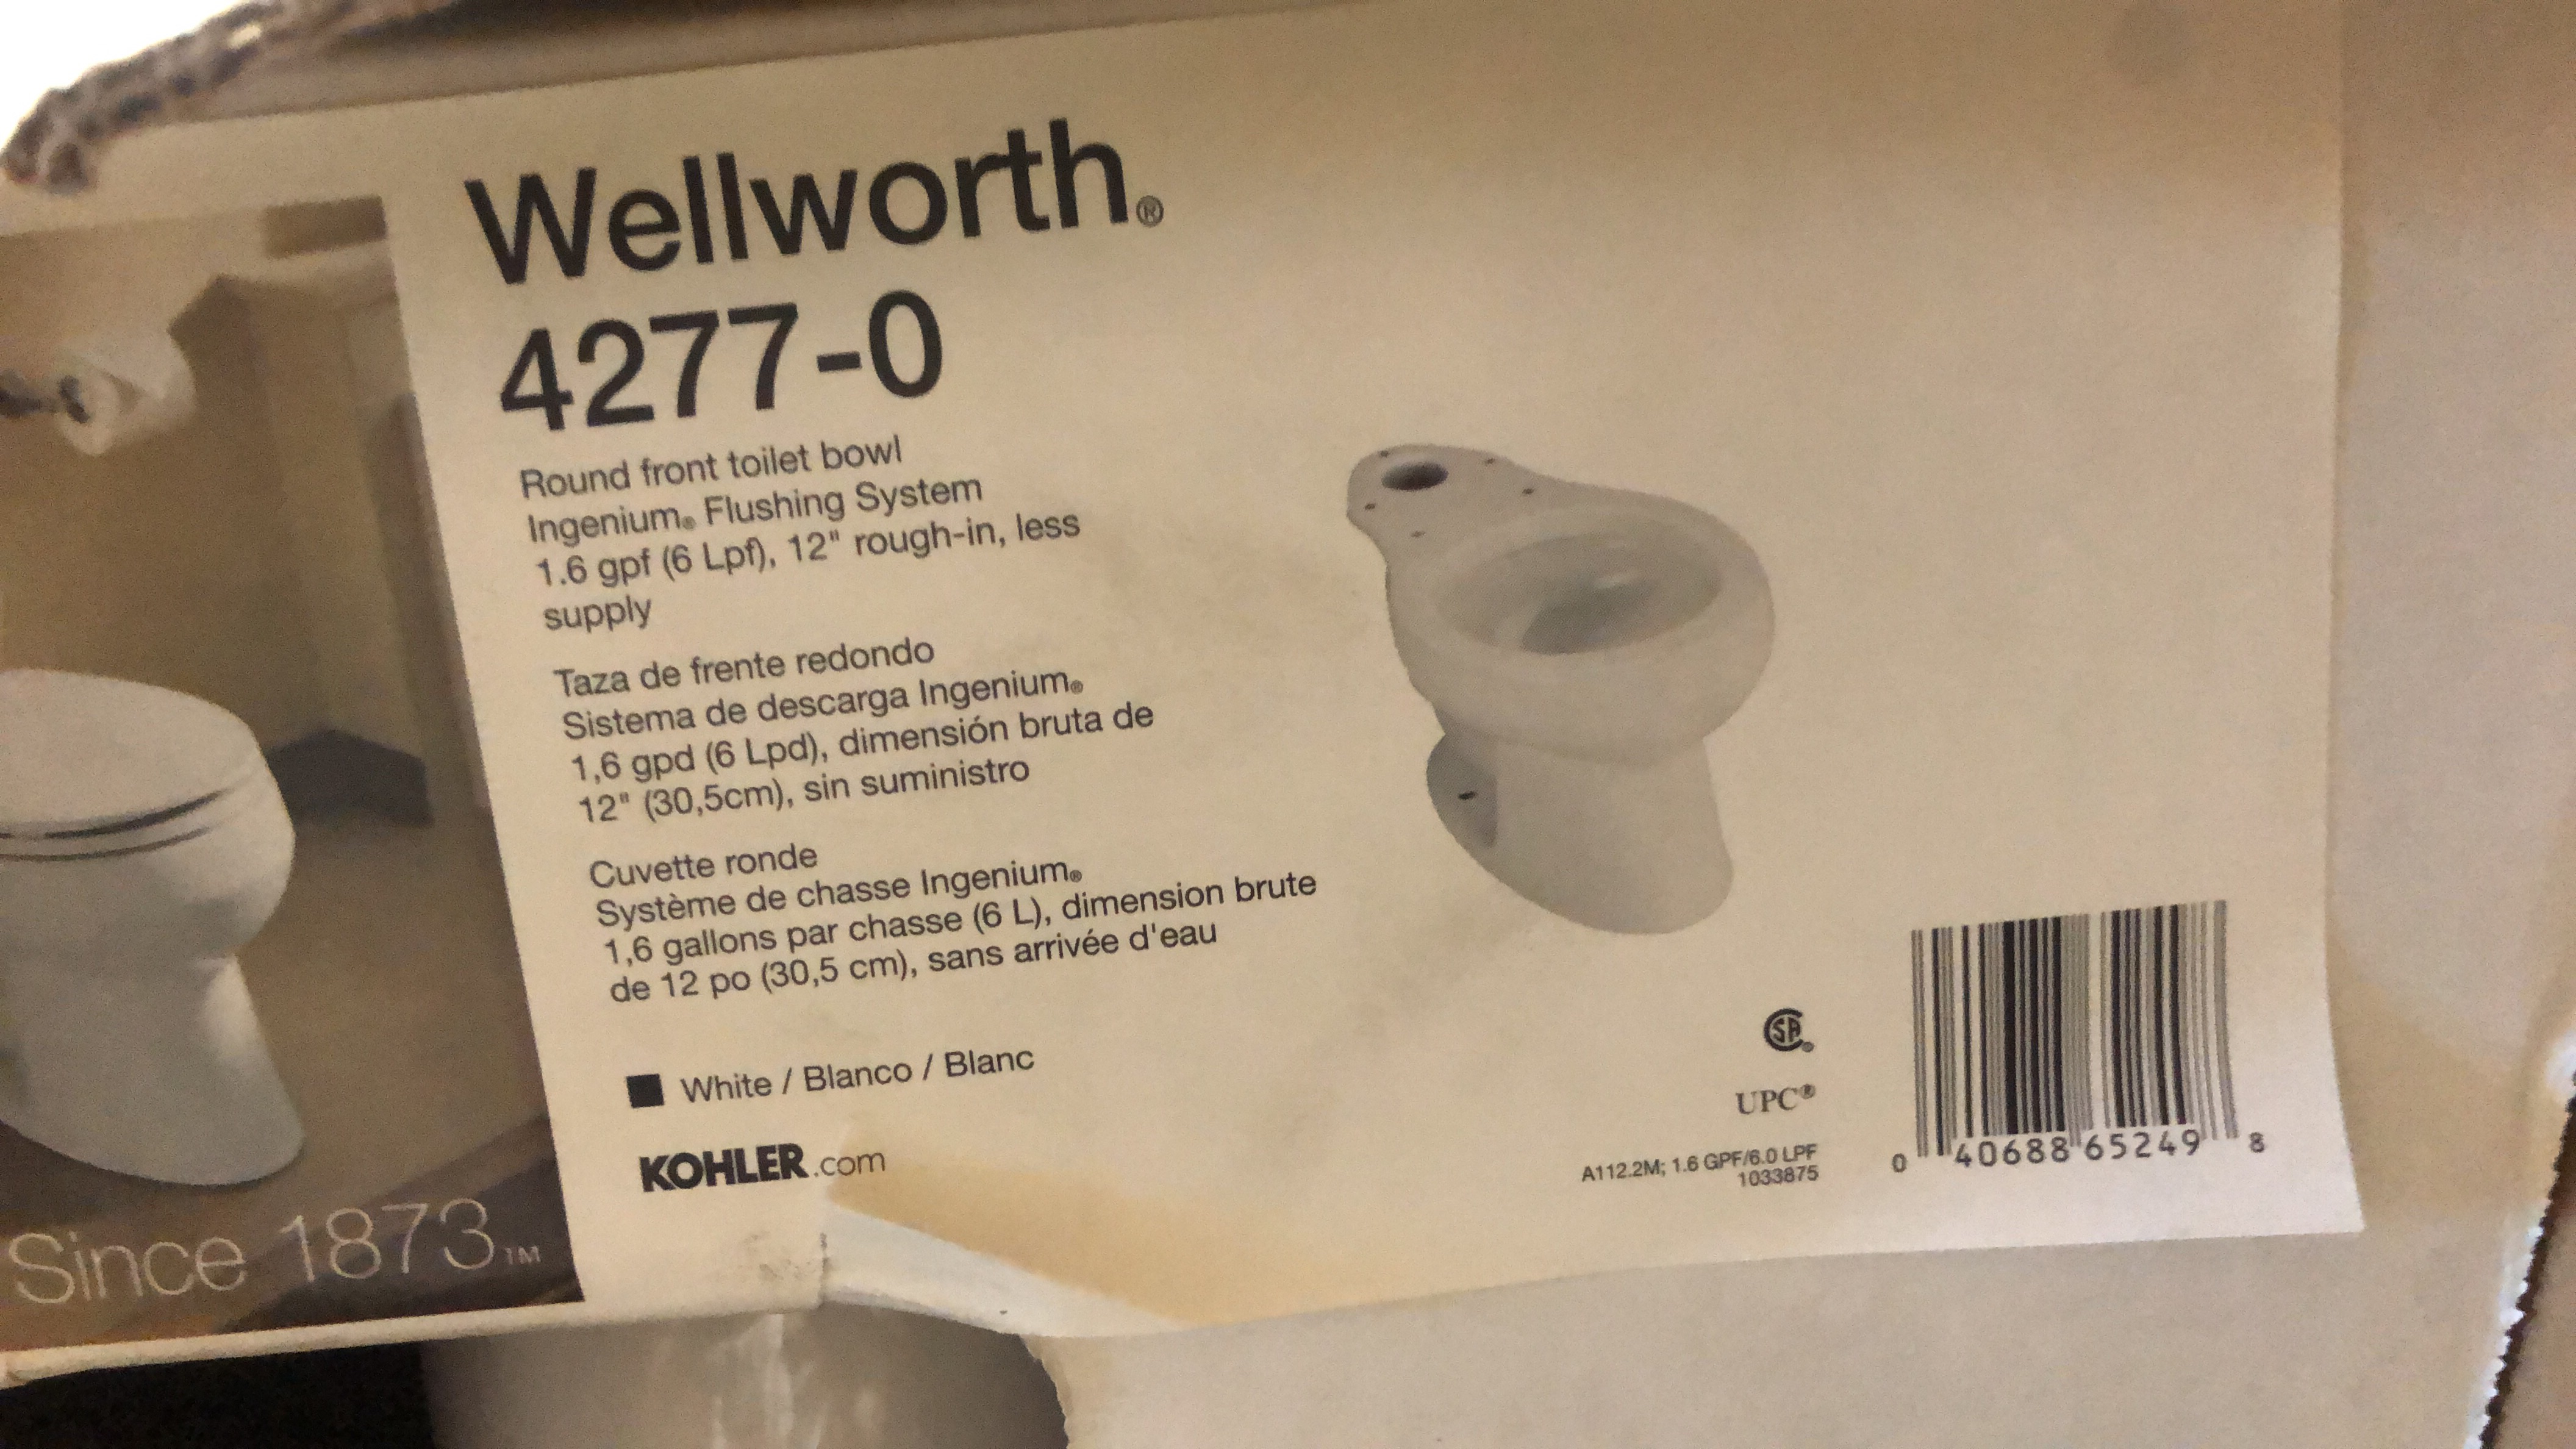 Wellworth®
4277-0
Round front toilet bowl
Ingenium® Flushing System
1.6 gpf (6 Lpf), 12" rough-in, less
supply
Taza de frente redondo
Sistema de descarga Ingenium®
1,6 gpd (6 Lpd), dimensión bruta de
12" (30,5cm), sin suministro
Cuvette ronde
Système de chasse Ingenium®
1,6 gallons par chasse (6 L), dimension brute
de 12 po (30,5 cm), sans arrivée d'eau
White / Blanco / Blanc
KOHLER.com
Since 1873™
SA®
UPC®
A112.2M; 1.6 GPF/6.0 LPF
1033875
0 40688 65249 8